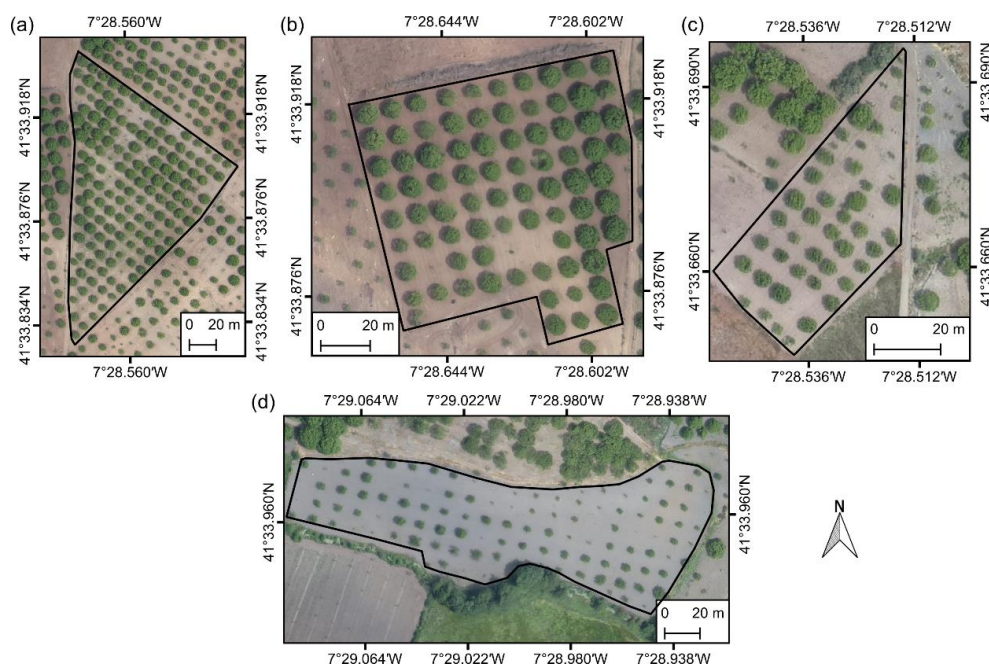 (a)
7°28.560'W
41°33.918'N
41°33.876'N
41°33.834'N
41°33.918'N
41°33.876'N
41°33.834'N
0 20 m
7°28.560'W
(b)
7°28.644'W 7°28.602'W
41°33.918'N
41°33.876'N
41°33.918'N
41°33.876'N
0 20 m
7°28.644'W 7°28.602'W
(c)
7°28.536'W 7°28.512'W
41°33.690'N
41°33.660'N
41°33.690'N
41°33.660'N
0 20 m
7°28.536'W 7°28.512'W
(d)
7°29.064'W 7°29.022'W 7°28.980'W 7°28.938'W
41°33.960'N
41°33.960'N
0 20 m
7°29.064'W 7°29.022'W 7°28.980'W 7°28.938'W
N